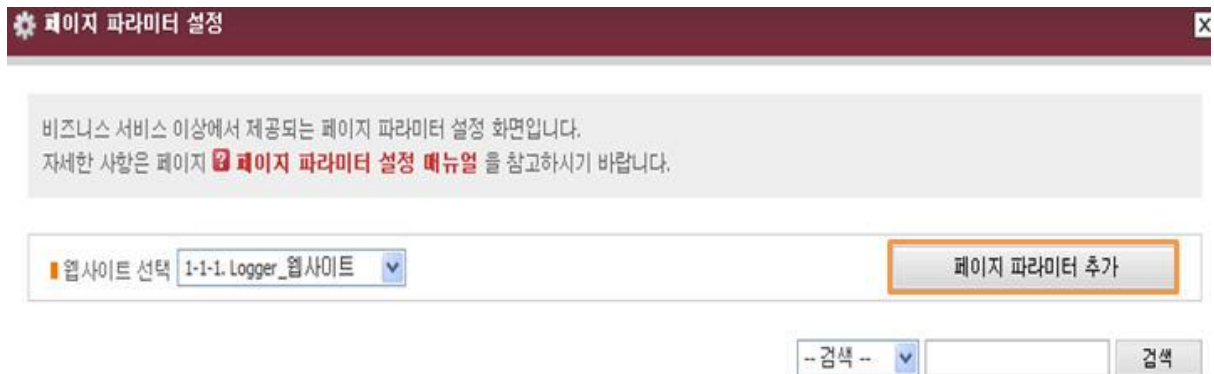 페이지 파라미터 설정
X
비즈니스 서비스 이상에서 제공되는 페이지 파라미터 설정 화면입니다.
자세한 사항은 페이지 ? 페이지 파라미터 설정 매뉴얼 을 참고하시기 바랍니다.
웹사이트 선택 1-1-1. Logger_웹사이트 페이지 파라미터 추가
-- 검색 -- 검색